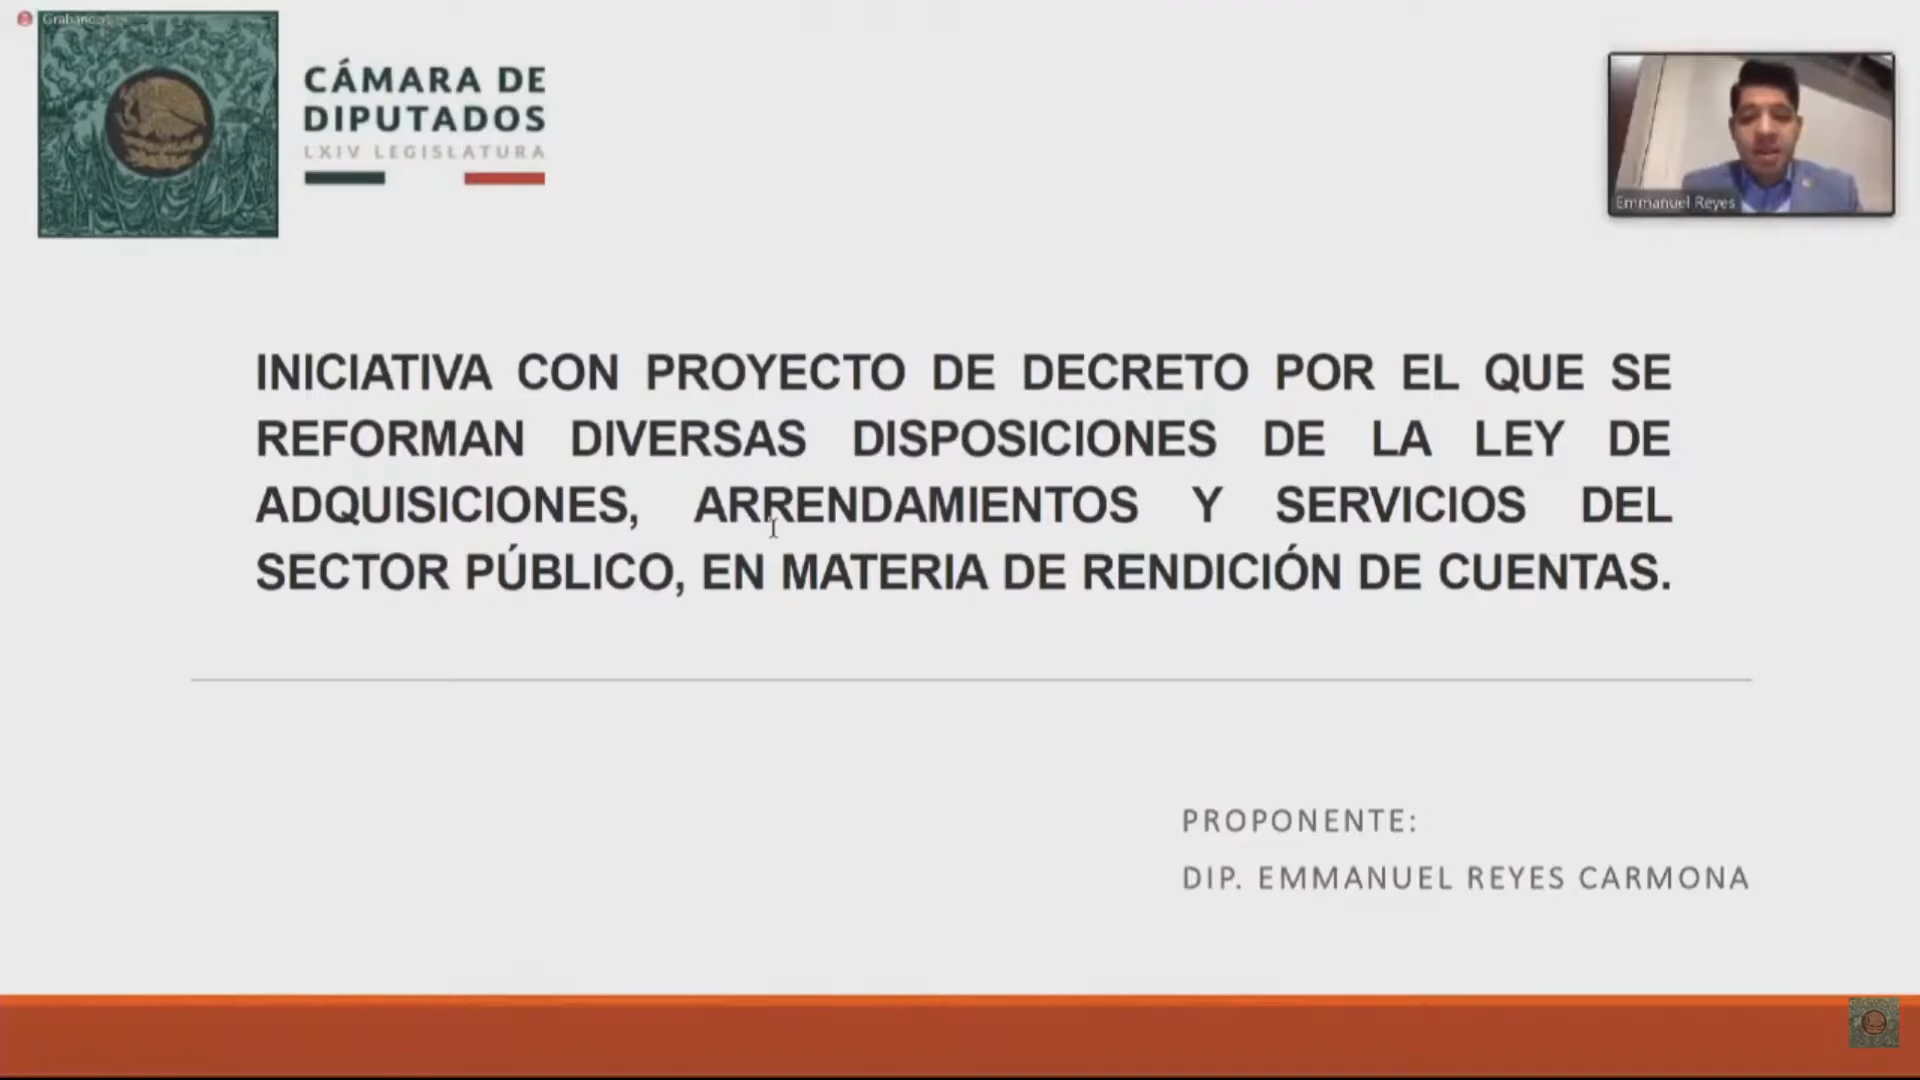 Grabando
CÁMARA DE
DIPUTADOS
LXIV LEGISLATURA
Emmanuel Reyes
INICIATIVA CON PROYECTO DE DECRETO POR EL QUE SE
REFORMAN DIVERSAS DISPOSICIONES DE LA LEY DE
ADQUISICIONES, ARRENDAMIENTOS Y SERVICIOS DEL
SECTOR PÚBLICO, EN MATERIA DE RENDICIÓN DE CUENTAS.
PROPONENTE:
DIP. EMMANUEL REYES CARMONA